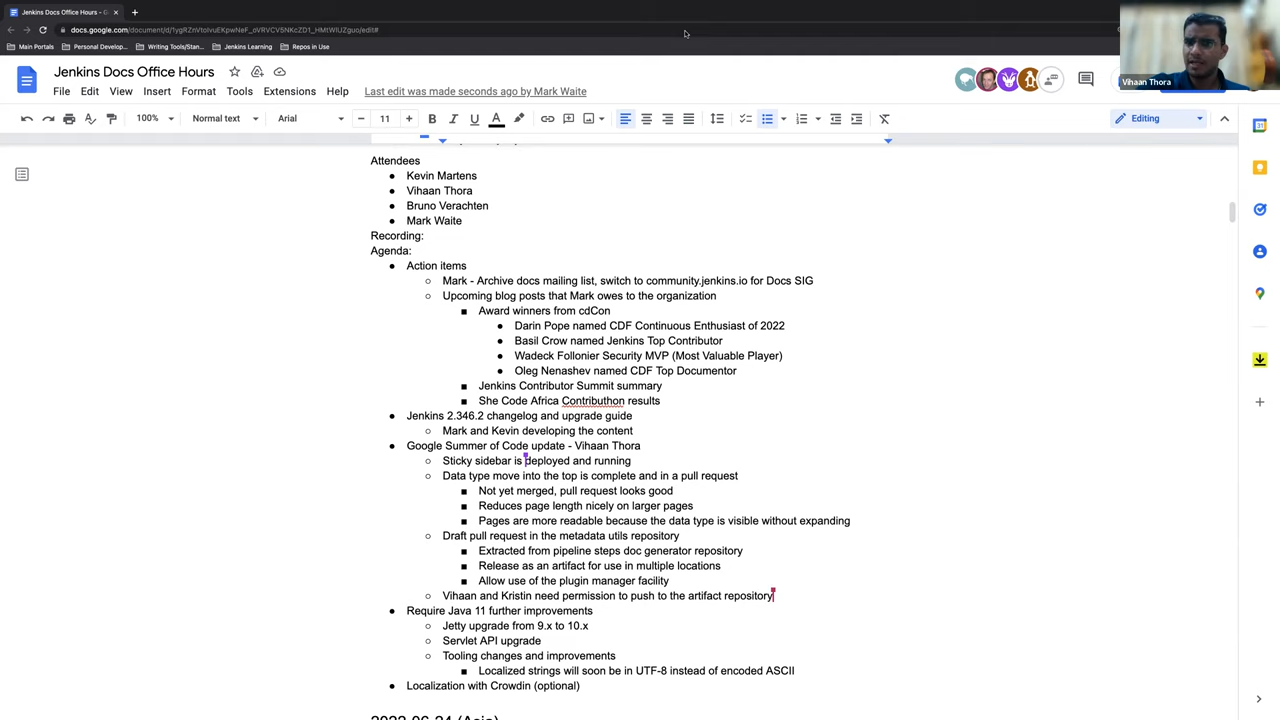 Jenkins Docs Office Hours - G
docs.google.com/document/d/1ygRZnVtoIvuEKpwNeF_oVRVCV5NKcZD1_HMtWlUZguo/edit#
Main Portals
Personal Develop...
Writing Tools/Stan...
Jenkins Learning
Repos in Use
Vihaan Thora
Jenkins Docs Office Hours
File Edit View Insert Format Tools Extensions Help Last edit was made seconds ago by Mark Waite
100% Normal text Arial 11 Editing
Attendees
Kevin Martens
Vihaan Thora
Bruno Verachten
Mark Waite
Recording:
Agenda:
Action items
Mark - Archive docs mailing list, switch to community.jenkins.io for Docs SIG
Upcoming blog posts that Mark owes to the organization
Award winners from cdCon
Darin Pope named CDF Continuous Enthusiast of 2022
Basil Crow named Jenkins Top Contributor
Wadeck Follonier Security MVP (Most Valuable Player)
Oleg Nenashev named CDF Top Documentor
Jenkins Contributor Summit summary
She Code Africa Contributhon results
Jenkins 2.346.2 changelog and upgrade guide
Mark and Kevin developing the content
Google Summer of Code update - Vihaan Thora
Sticky sidebar is deployed and running
Data type move into the top is complete and in a pull request
Not yet merged, pull request looks good
Reduces page length nicely on larger pages
Pages are more readable because the data type is visible without expanding
Draft pull request in the metadata utils repository
Extracted from pipeline steps doc generator repository
Release as an artifact for use in multiple locations
Allow use of the plugin manager facility
Vihaan and Kristin need permission to push to the artifact repository
Require Java 11 further improvements
Jetty upgrade from 9.x to 10.x
Servlet API upgrade
Tooling changes and improvements
Localized strings will soon be in UTF-8 instead of encoded ASCII
Localization with Crowdin (optional)
2022-06-24 (Asia)